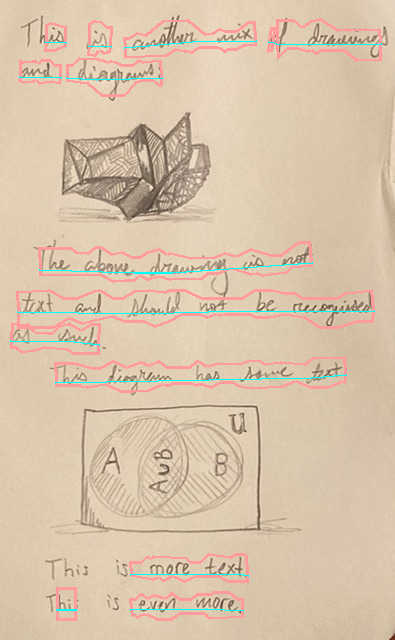 This is another mix of drawings
and diagrams.
The above drawing is not
text and should not be recognised
as such.
This diagram has some text
U
A
AUB
B
This is more text
This is even more.